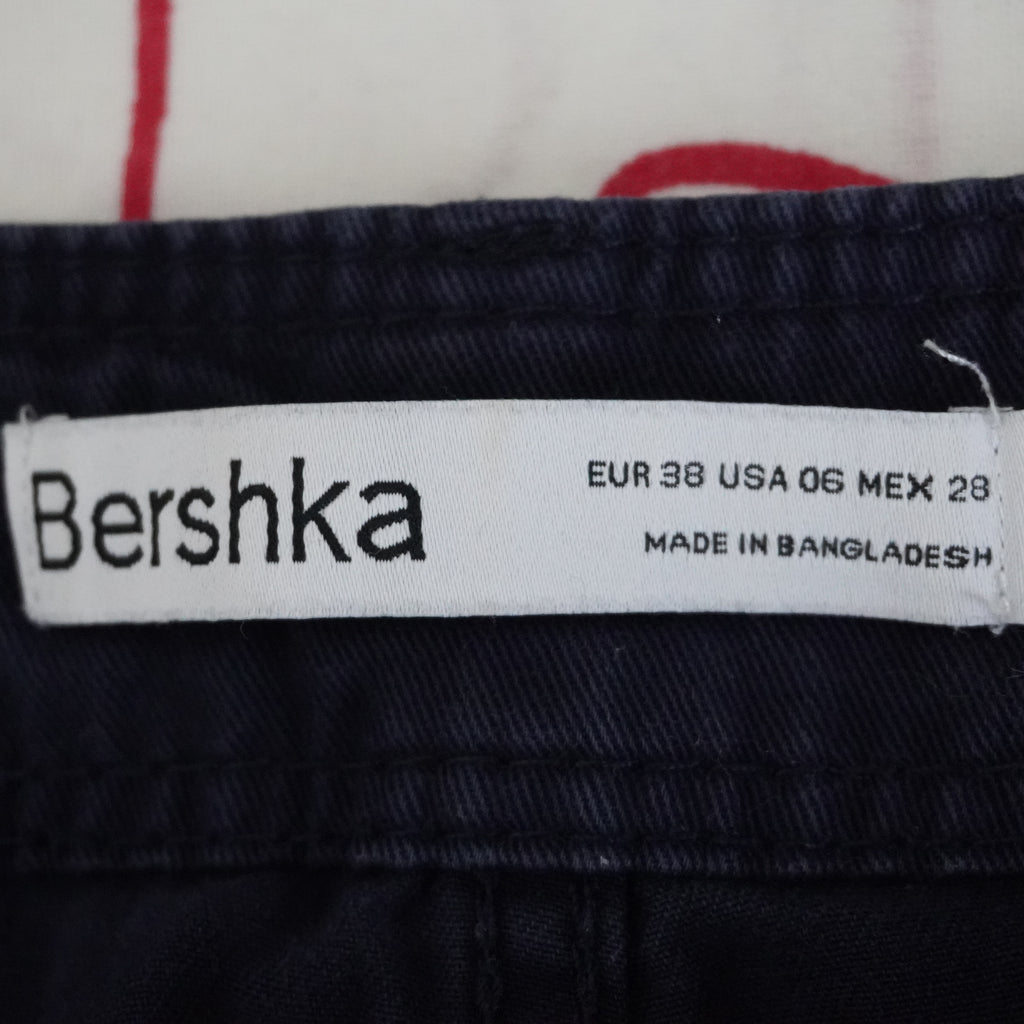 Bershka
EUR 38 USA 06 MEX 28
MADE IN BANGLADESH